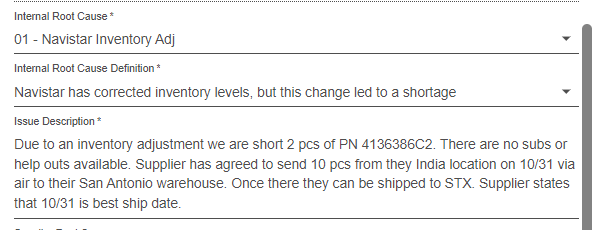 Internal Root Cause *
01 - Navistar Inventory Adj
Internal Root Cause Definition *
Navistar has corrected inventory levels, but this change led to a shortage
Issue Description *
Due to an inventory adjustment we are short 2 pcs of PN 4136386C2. There are no subs or
help outs available. Supplier has agreed to send 10 pcs from they India location on 10/31 via
air to their San Antonio warehouse. Once there they can be shipped to STX. Supplier states
that 10/31 is best ship date.